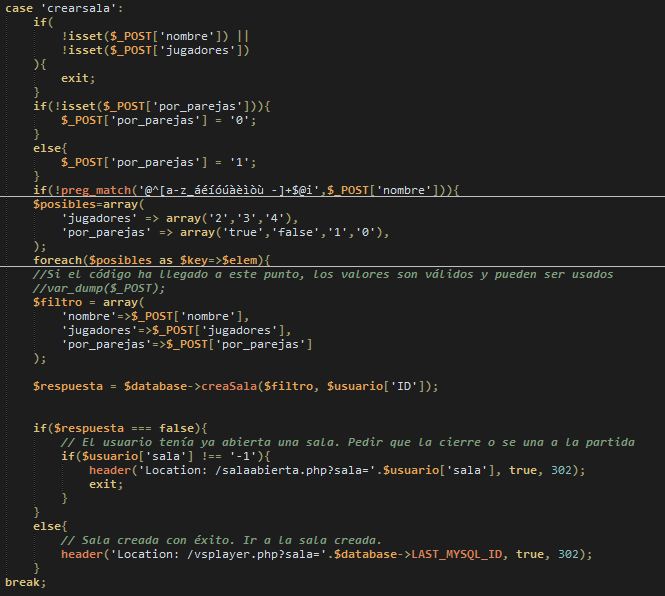 case 'crearsala':
    if(
        !isset($_POST['nombre']) ||
        !isset($_POST['jugadores'])
    ){
        exit;
    }
    if(!isset($_POST['por_parejas'])){
        $_POST['por_parejas'] = '0';
    }
    else{
        $_POST['por_parejas'] = '1';
    }
    if(!preg_match('@^[a-z_áéíóúàèìòù -]+$@i',$_POST['nombre'])){
    $posibles=array(
        'jugadores' => array('2','3','4'),
        'por_parejas' => array('true','false','1','0'),
    );
    foreach($posibles as $key=>$elem){
    //Si el código ha llegado a este punto, los valores son válidos y pueden ser usados
    //var_dump($_POST);
    $filtro = array(
        'nombre'=>$_POST['nombre'],
        'jugadores'=>$_POST['jugadores'],
        'por_parejas'=>$_POST['por_parejas']
    );
    $respuesta = $database->creaSala($filtro, $usuario['ID']);
    if($respuesta === false){
        // El usuario tenía ya abierta una sala. Pedir que la cierre o se una a la partida
        if($usuario['sala'] !== '-1'){
            header('Location: /salaabierta.php?sala='.$usuario['sala'], true, 302);
            exit;
        }
    }
    else{
        // Sala creada con éxito. Ir a la sala creada.
        header('Location: /vsplayer.php?sala='.$database->LAST_MYSQL_ID, true, 302);
    }
break;